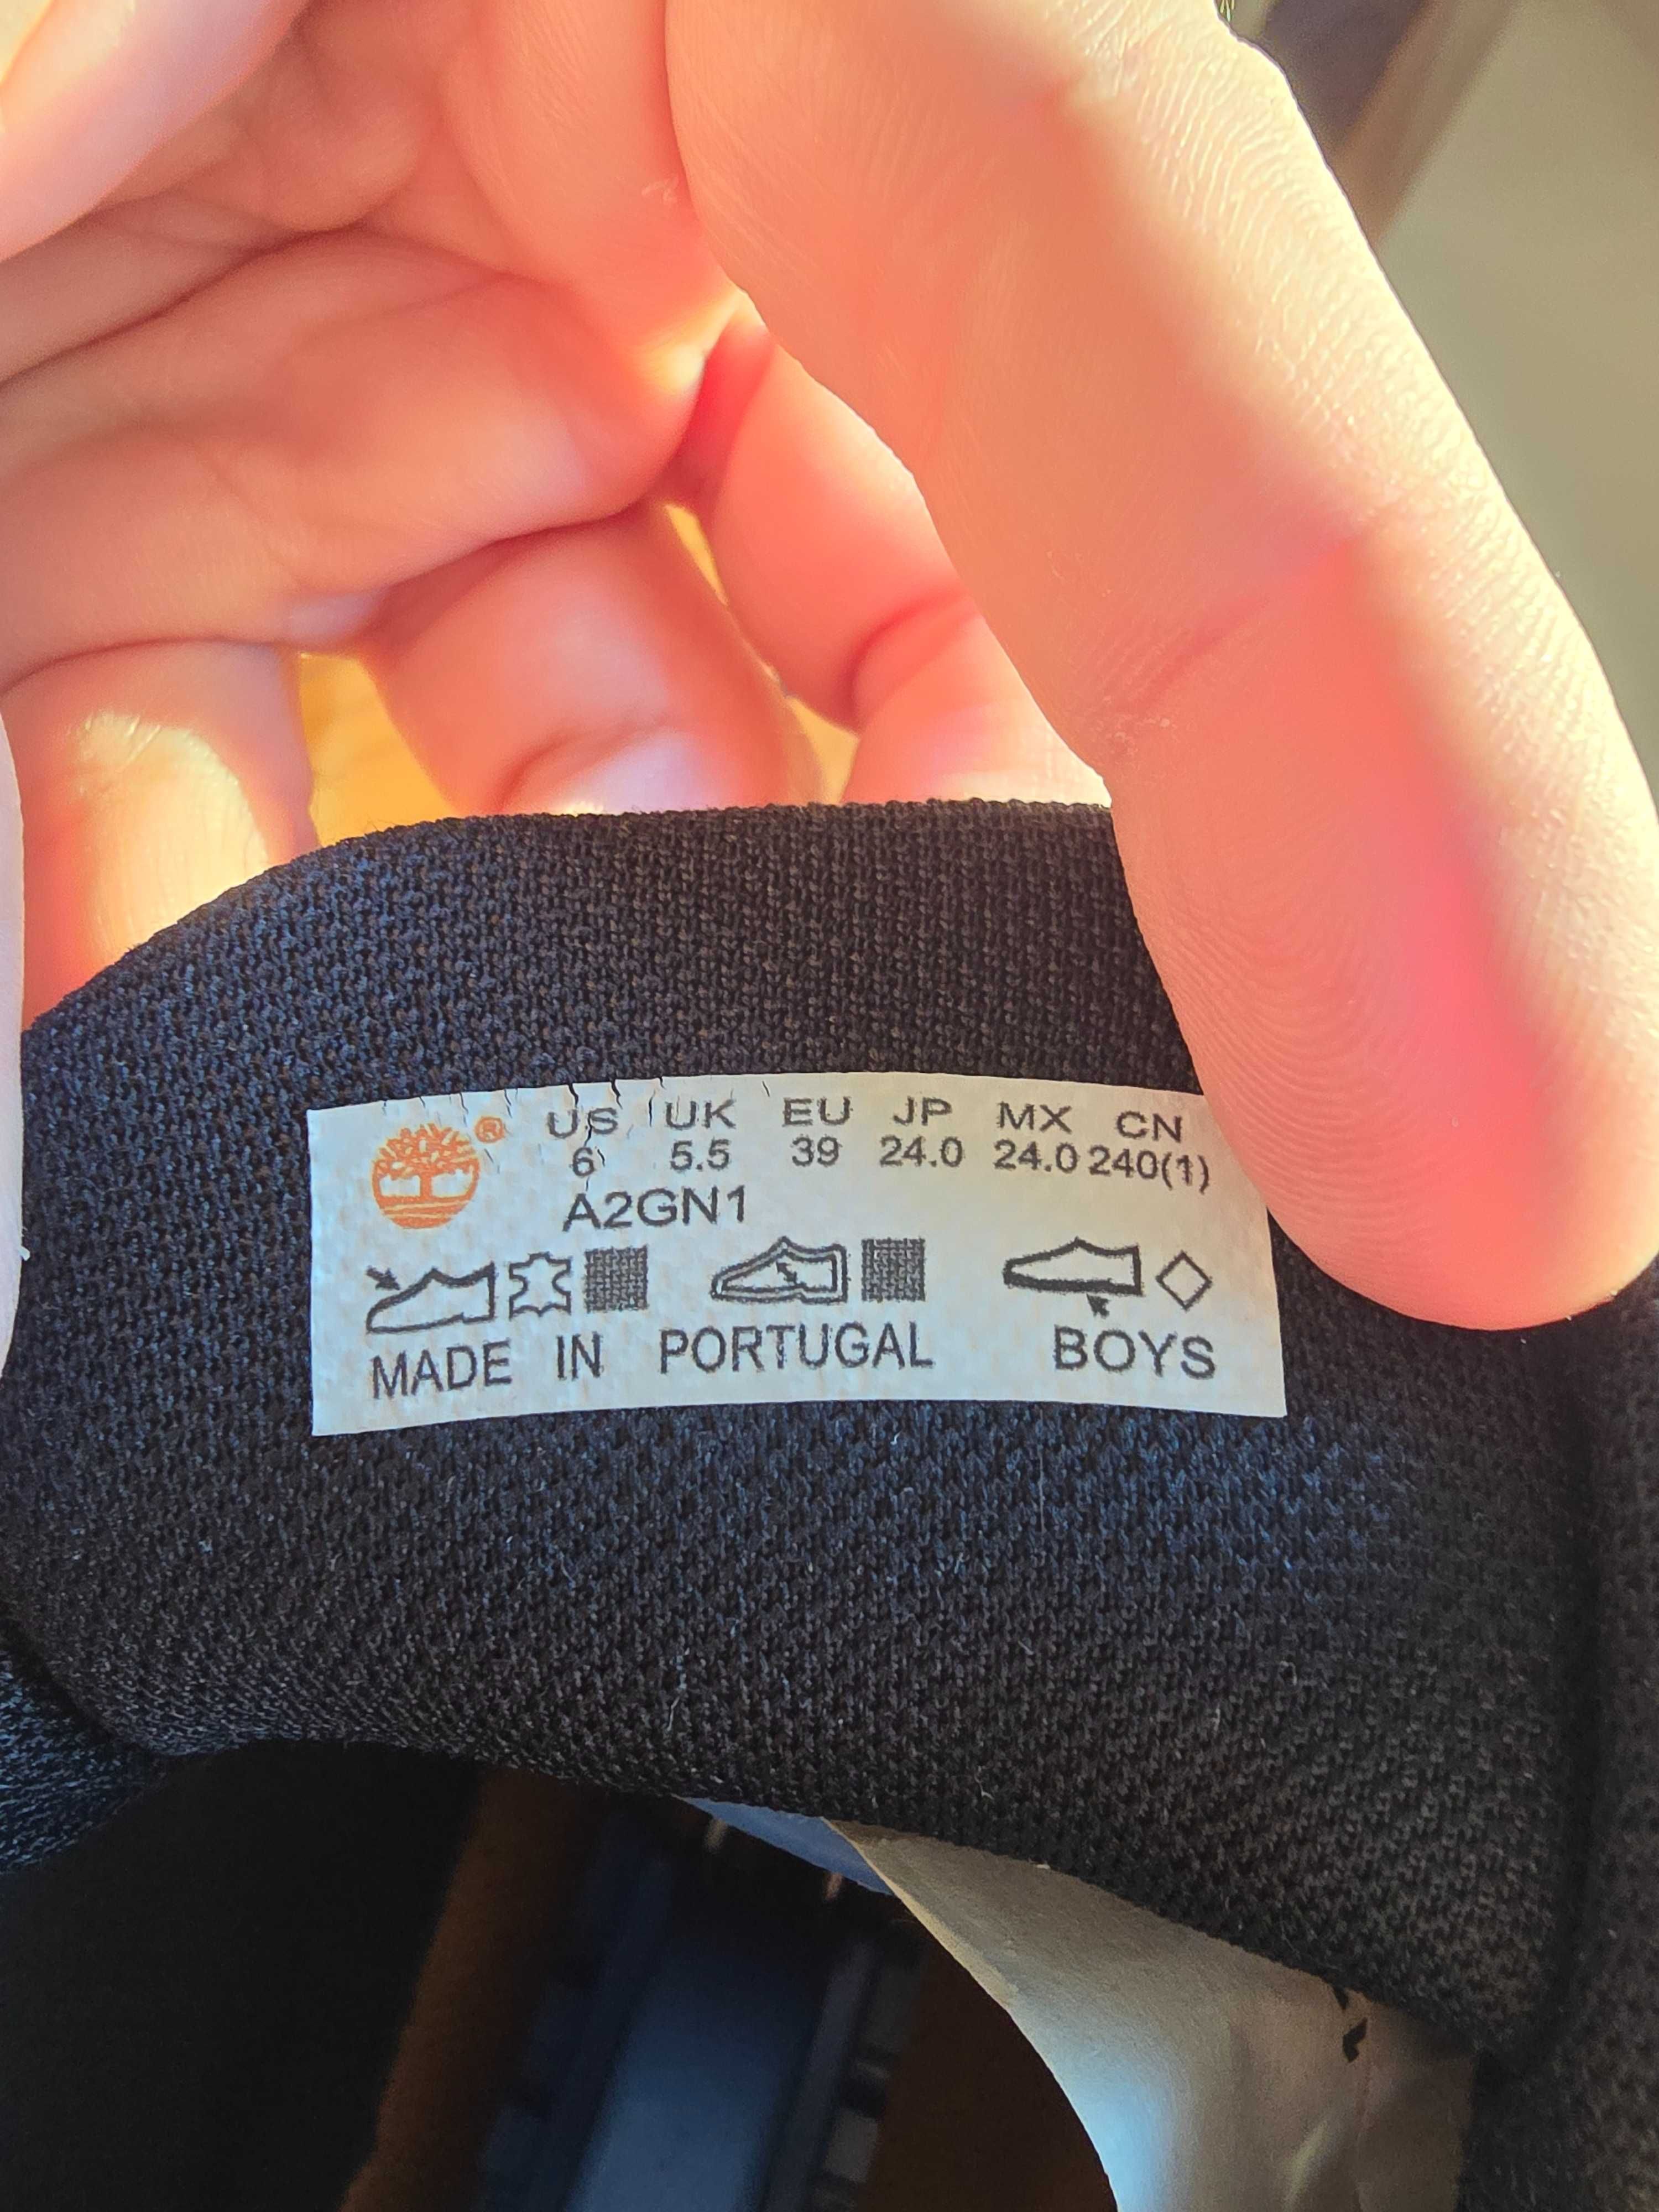 ® US UK EU JP MX CN
6 5.5 39 24.0 24.0 240(1)
A2GN1
MADE IN PORTUGAL BOYS